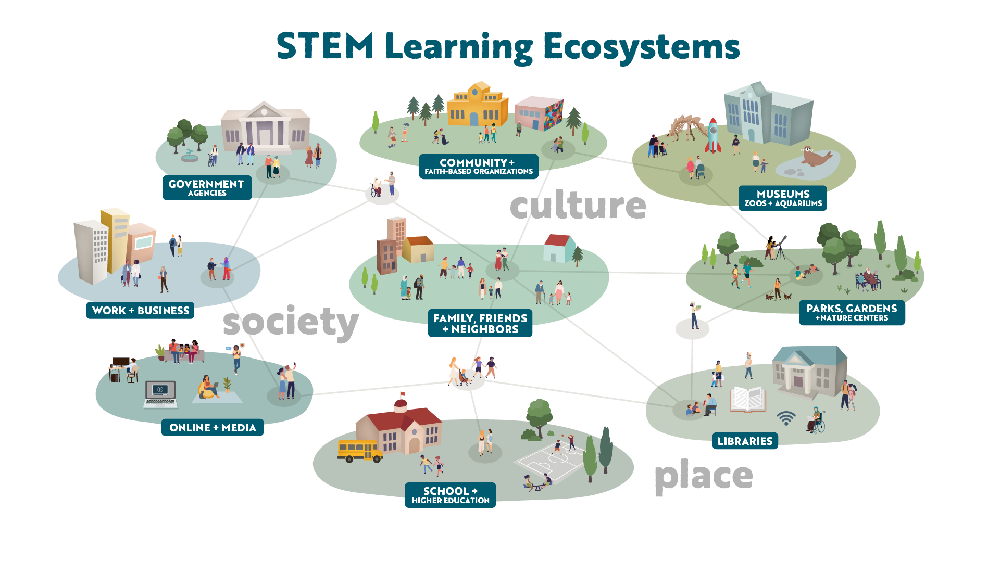 STEM Learning Ecosystems
GOVERNMENT
AGENCIES
COMMUNITY +
FAITH-BASED ORGANIZATIONS
MUSEUMS
ZOOS + AQUARIUMS
culture
WORK + BUSINESS
society
FAMILY, FRIENDS
+ NEIGHBORS
PARKS, GARDENS
+NATURE CENTERS
ONLINE + MEDIA
LIBRARIES
place
SCHOOL +
HIGHER EDUCATION